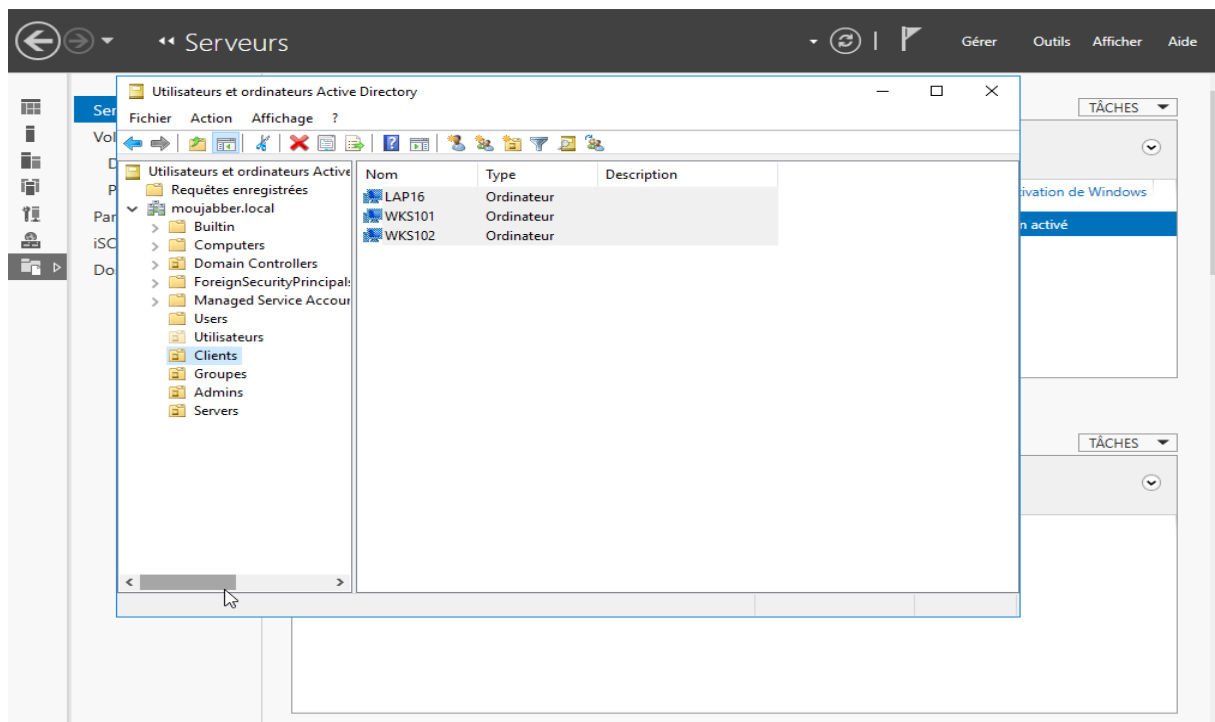 Serveurs
Gérer Outils Afficher Aide
Utilisateurs et ordinateurs Active Directory
Fichier Action Affichage ?
Utilisateurs et ordinateurs Active
Requêtes enregistrées
moujabber.local
Builtin
Computers
Domain Controllers
ForeignSecurityPrincipals
Managed Service Accour
Users
Utilisateurs
Clients
Groupes
Admins
Servers
Nom Type Description
LAP16 Ordinateur
WKS101 Ordinateur
WKS102 Ordinateur
Ser
Vol
D
P
Par
iSC
Do
TÂCHES
ivation de Windows
n activé
TÂCHES